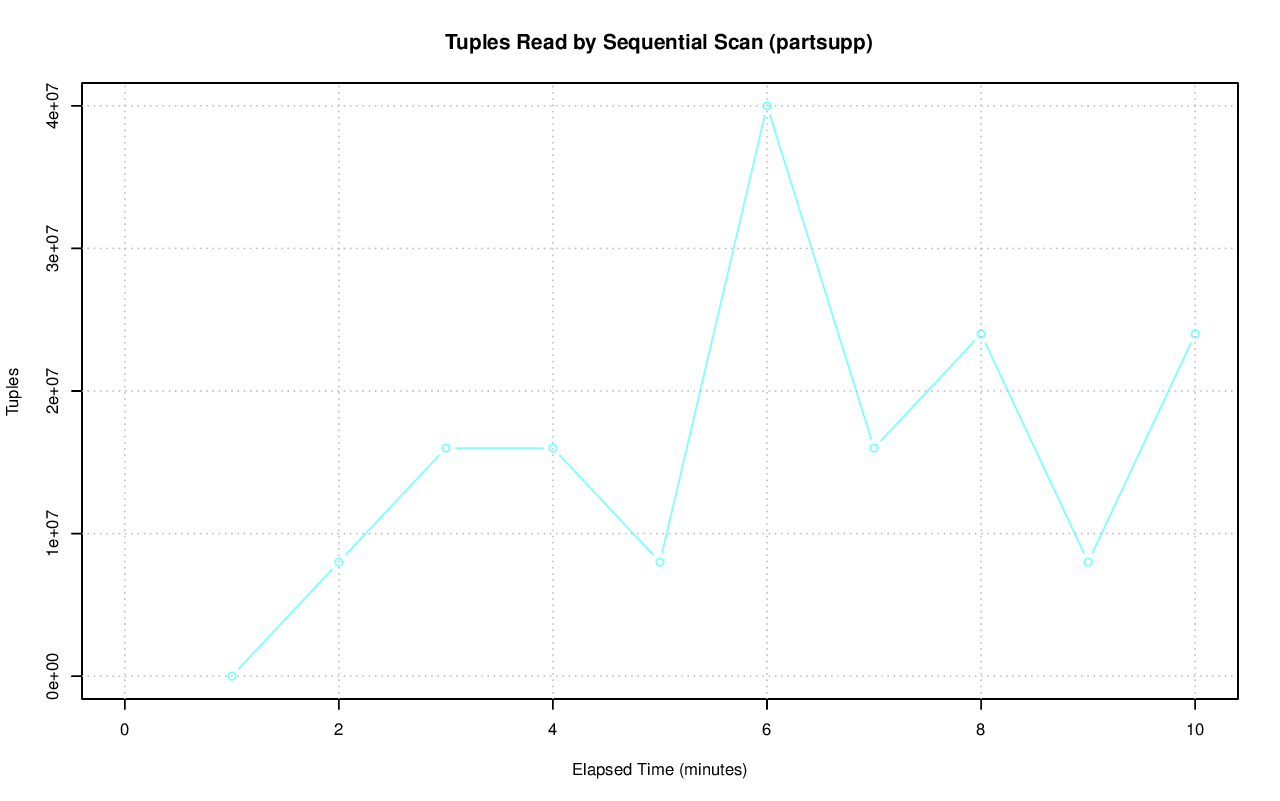 Tuples Read by Sequential Scan (partsupp)
4e+07
3e+07
2e+07
1e+07
0e+00
Tuples
0 2 4 6 8 10
Elapsed Time (minutes)